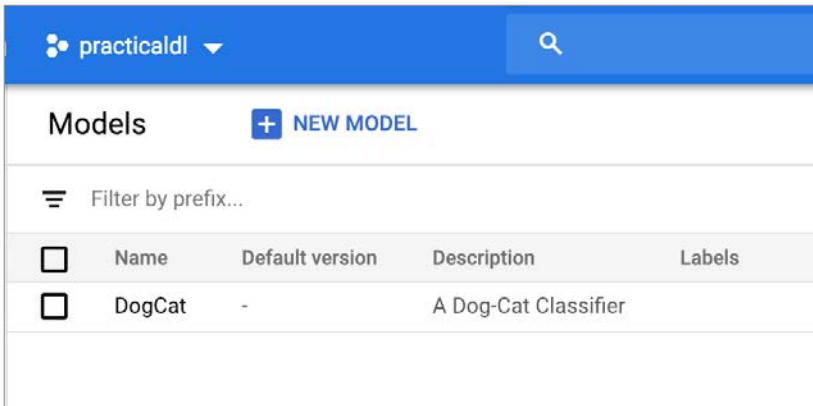 practicaldl
Models NEW MODEL
Filter by prefix...
Name Default version Description Labels
DogCat - A Dog-Cat Classifier